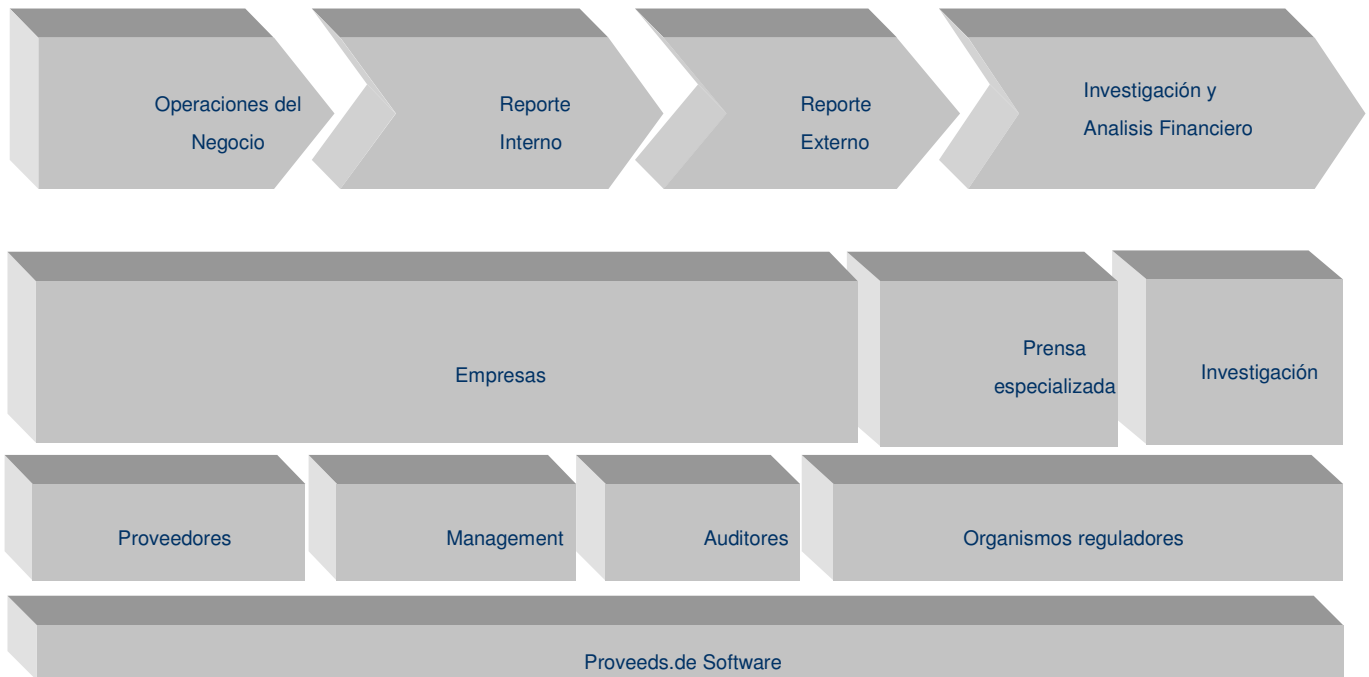 Operaciones del
Negocio
Reporte
Interno
Reporte
Externo
Investigación y
Analisis Financiero
Empresas
Prensa
especializada
Investigación
Proveedores
Management
Auditores
Organismos reguladores
Proveeds.de Software